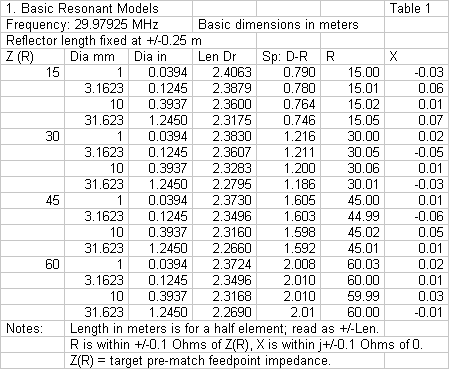 1. Basic Resonant Models Table 1
Frequency: 29.97925 MHz Basic dimensions in meters
Reflector length fixed at +/-0.25 m
Z (R) Dia mm Dia in Len Dr Sp: D-R R X
15 1 0.0394 2.4063 0.790 15.00 -0.03
3.1623 0.1245 2.3879 0.780 15.01 0.06
10 0.3937 2.3600 0.764 15.02 0.01
31.623 1.2450 2.3175 0.746 15.05 0.07
30 1 0.0394 2.3830 1.216 30.00 0.02
3.1623 0.1245 2.3607 1.211 30.05 -0.05
10 0.3937 2.3283 1.200 30.06 0.01
31.623 1.2450 2.2795 1.186 30.01 -0.03
45 1 0.0394 2.3730 1.605 45.00 0.01
3.1623 0.1245 2.3496 1.603 44.99 -0.06
10 0.3937 2.3160 1.598 45.02 0.05
31.623 1.2450 2.2660 1.592 45.01 0.01
60 1 0.0394 2.3724 2.008 60.03 0.02
3.1623 0.1245 2.3496 2.010 60.00 0.01
10 0.3937 2.3168 2.010 59.99 0.03
31.623 1.2450 2.2690 2.01 60.00 -0.01
Notes: Length in meters is for a half element; read as +/-Len.
R is within +/-0.1 Ohms of Z(R), X is within j+/-0.1 Ohms of 0.
Z(R) = target pre-match feedpoint impedance.